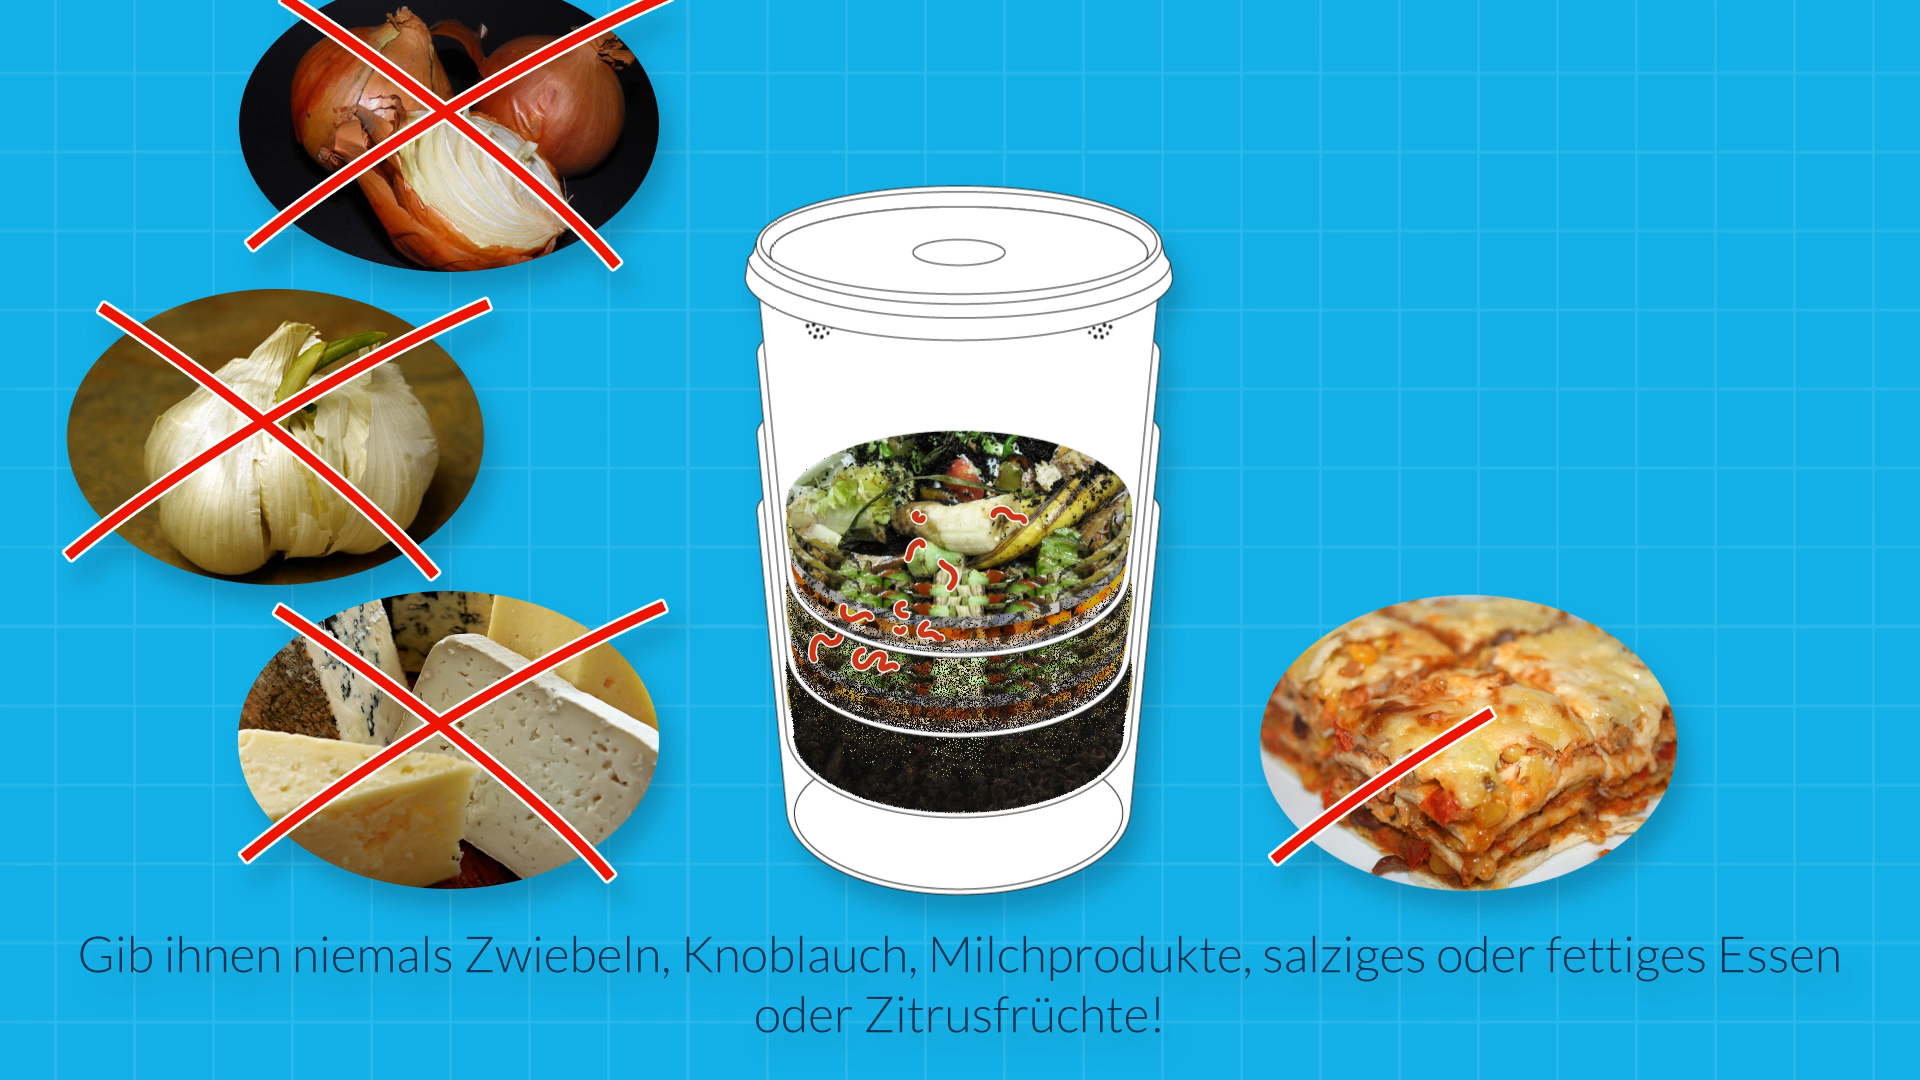 Gib ihnen niemals Zwiebeln, Knoblauch, Milchprodukte, salziges oder fettiges Essen
oder Zitrusfrüchte!